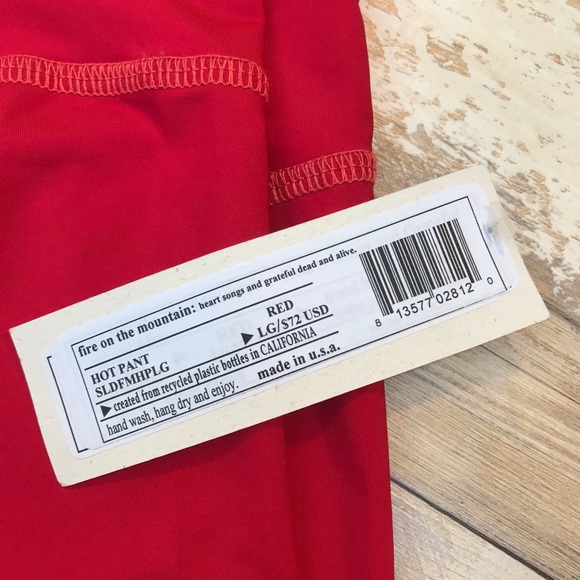 fire on the mountain: heart songs and grateful dead and alive.
HOT PANT RED
SLDFMHPLG ▶ LG/$72 USD
▶ created from recycled plastic bottles in CALIFORNIA
hand wash, hang dry and enjoy. made in u.s.a.
8 13577 02812 0